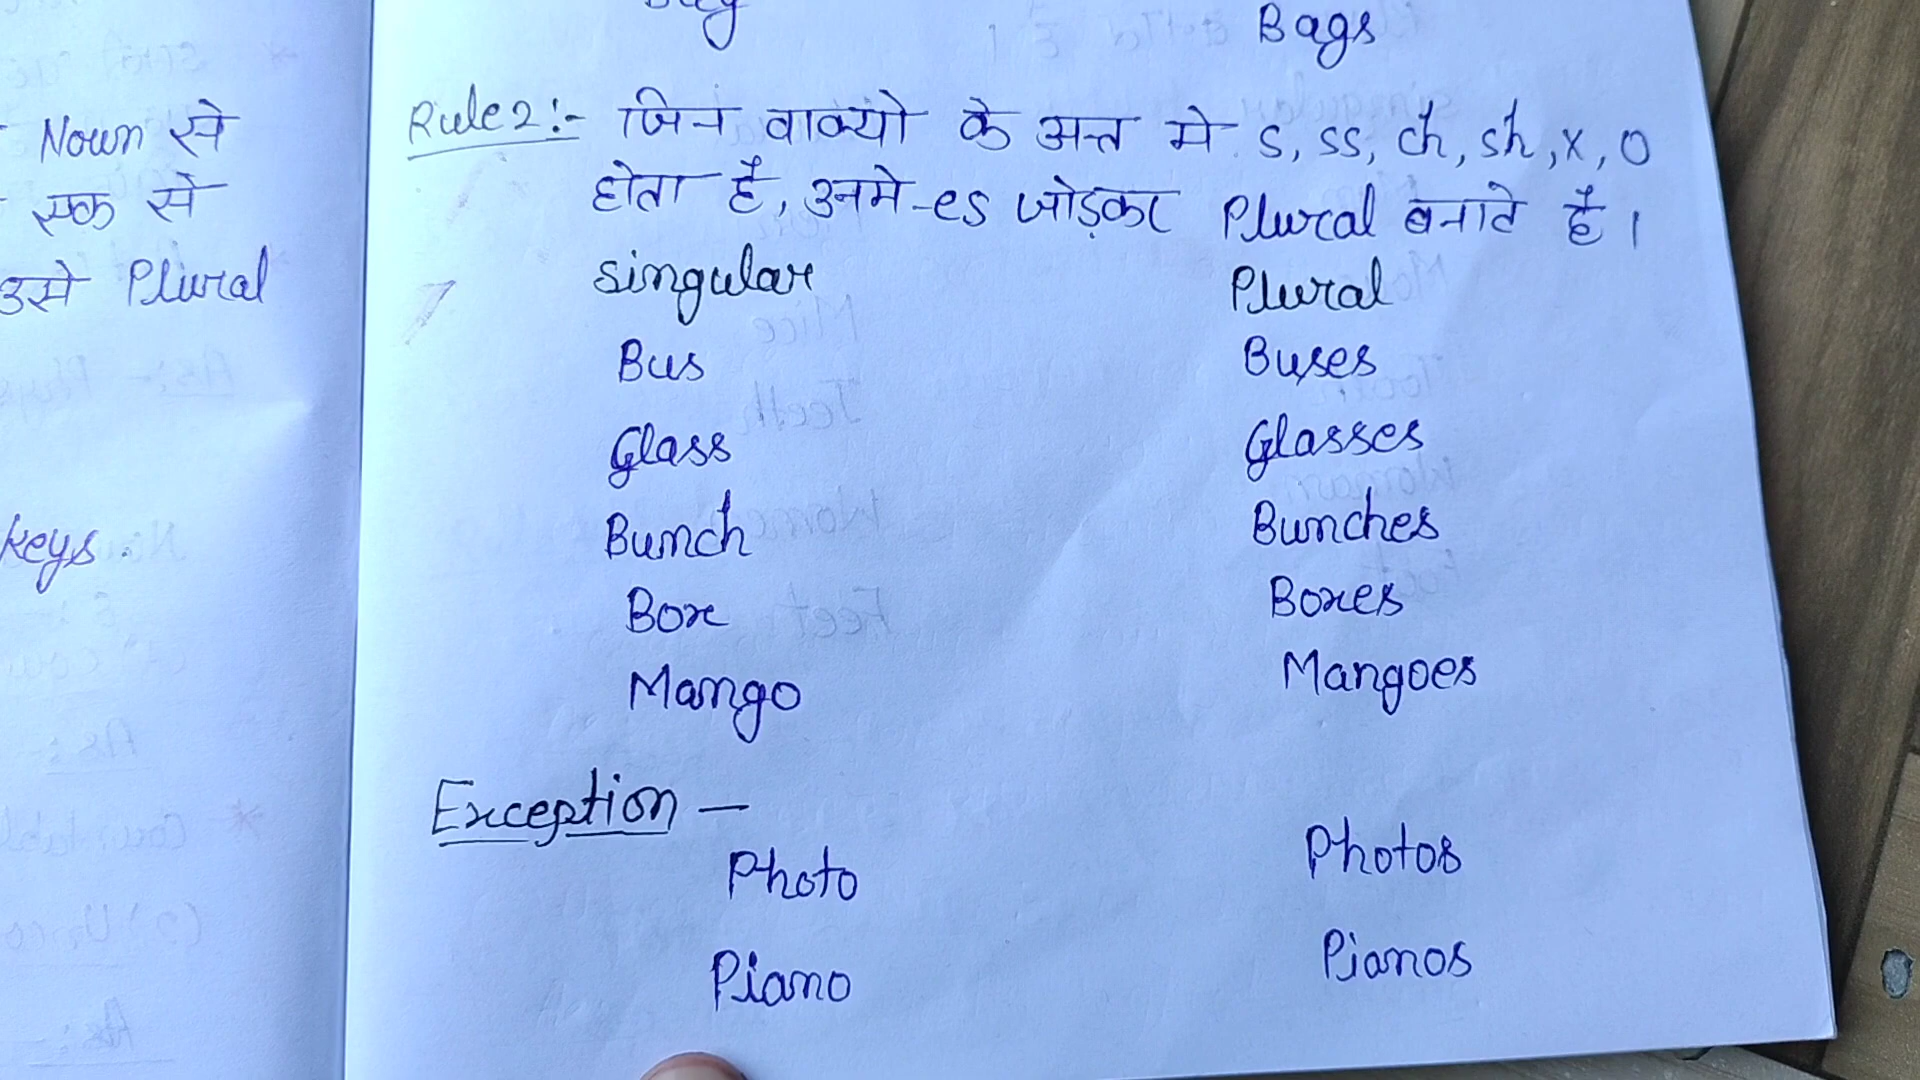 Noun से
एक से
उसे Plural
keys.
Bags
Rule 2:- जिन वाक्यो के अन्त मे s, ss, ch, sh, x, o
होता है, उनमे -es जोड़कर Plural बनाते है।
singular Plural
Bus Buses
Glass Glasses
Bunch Bunches
Box Boxes
Mango Mangoes
Exception —
Photo Photos
Piano Pianos